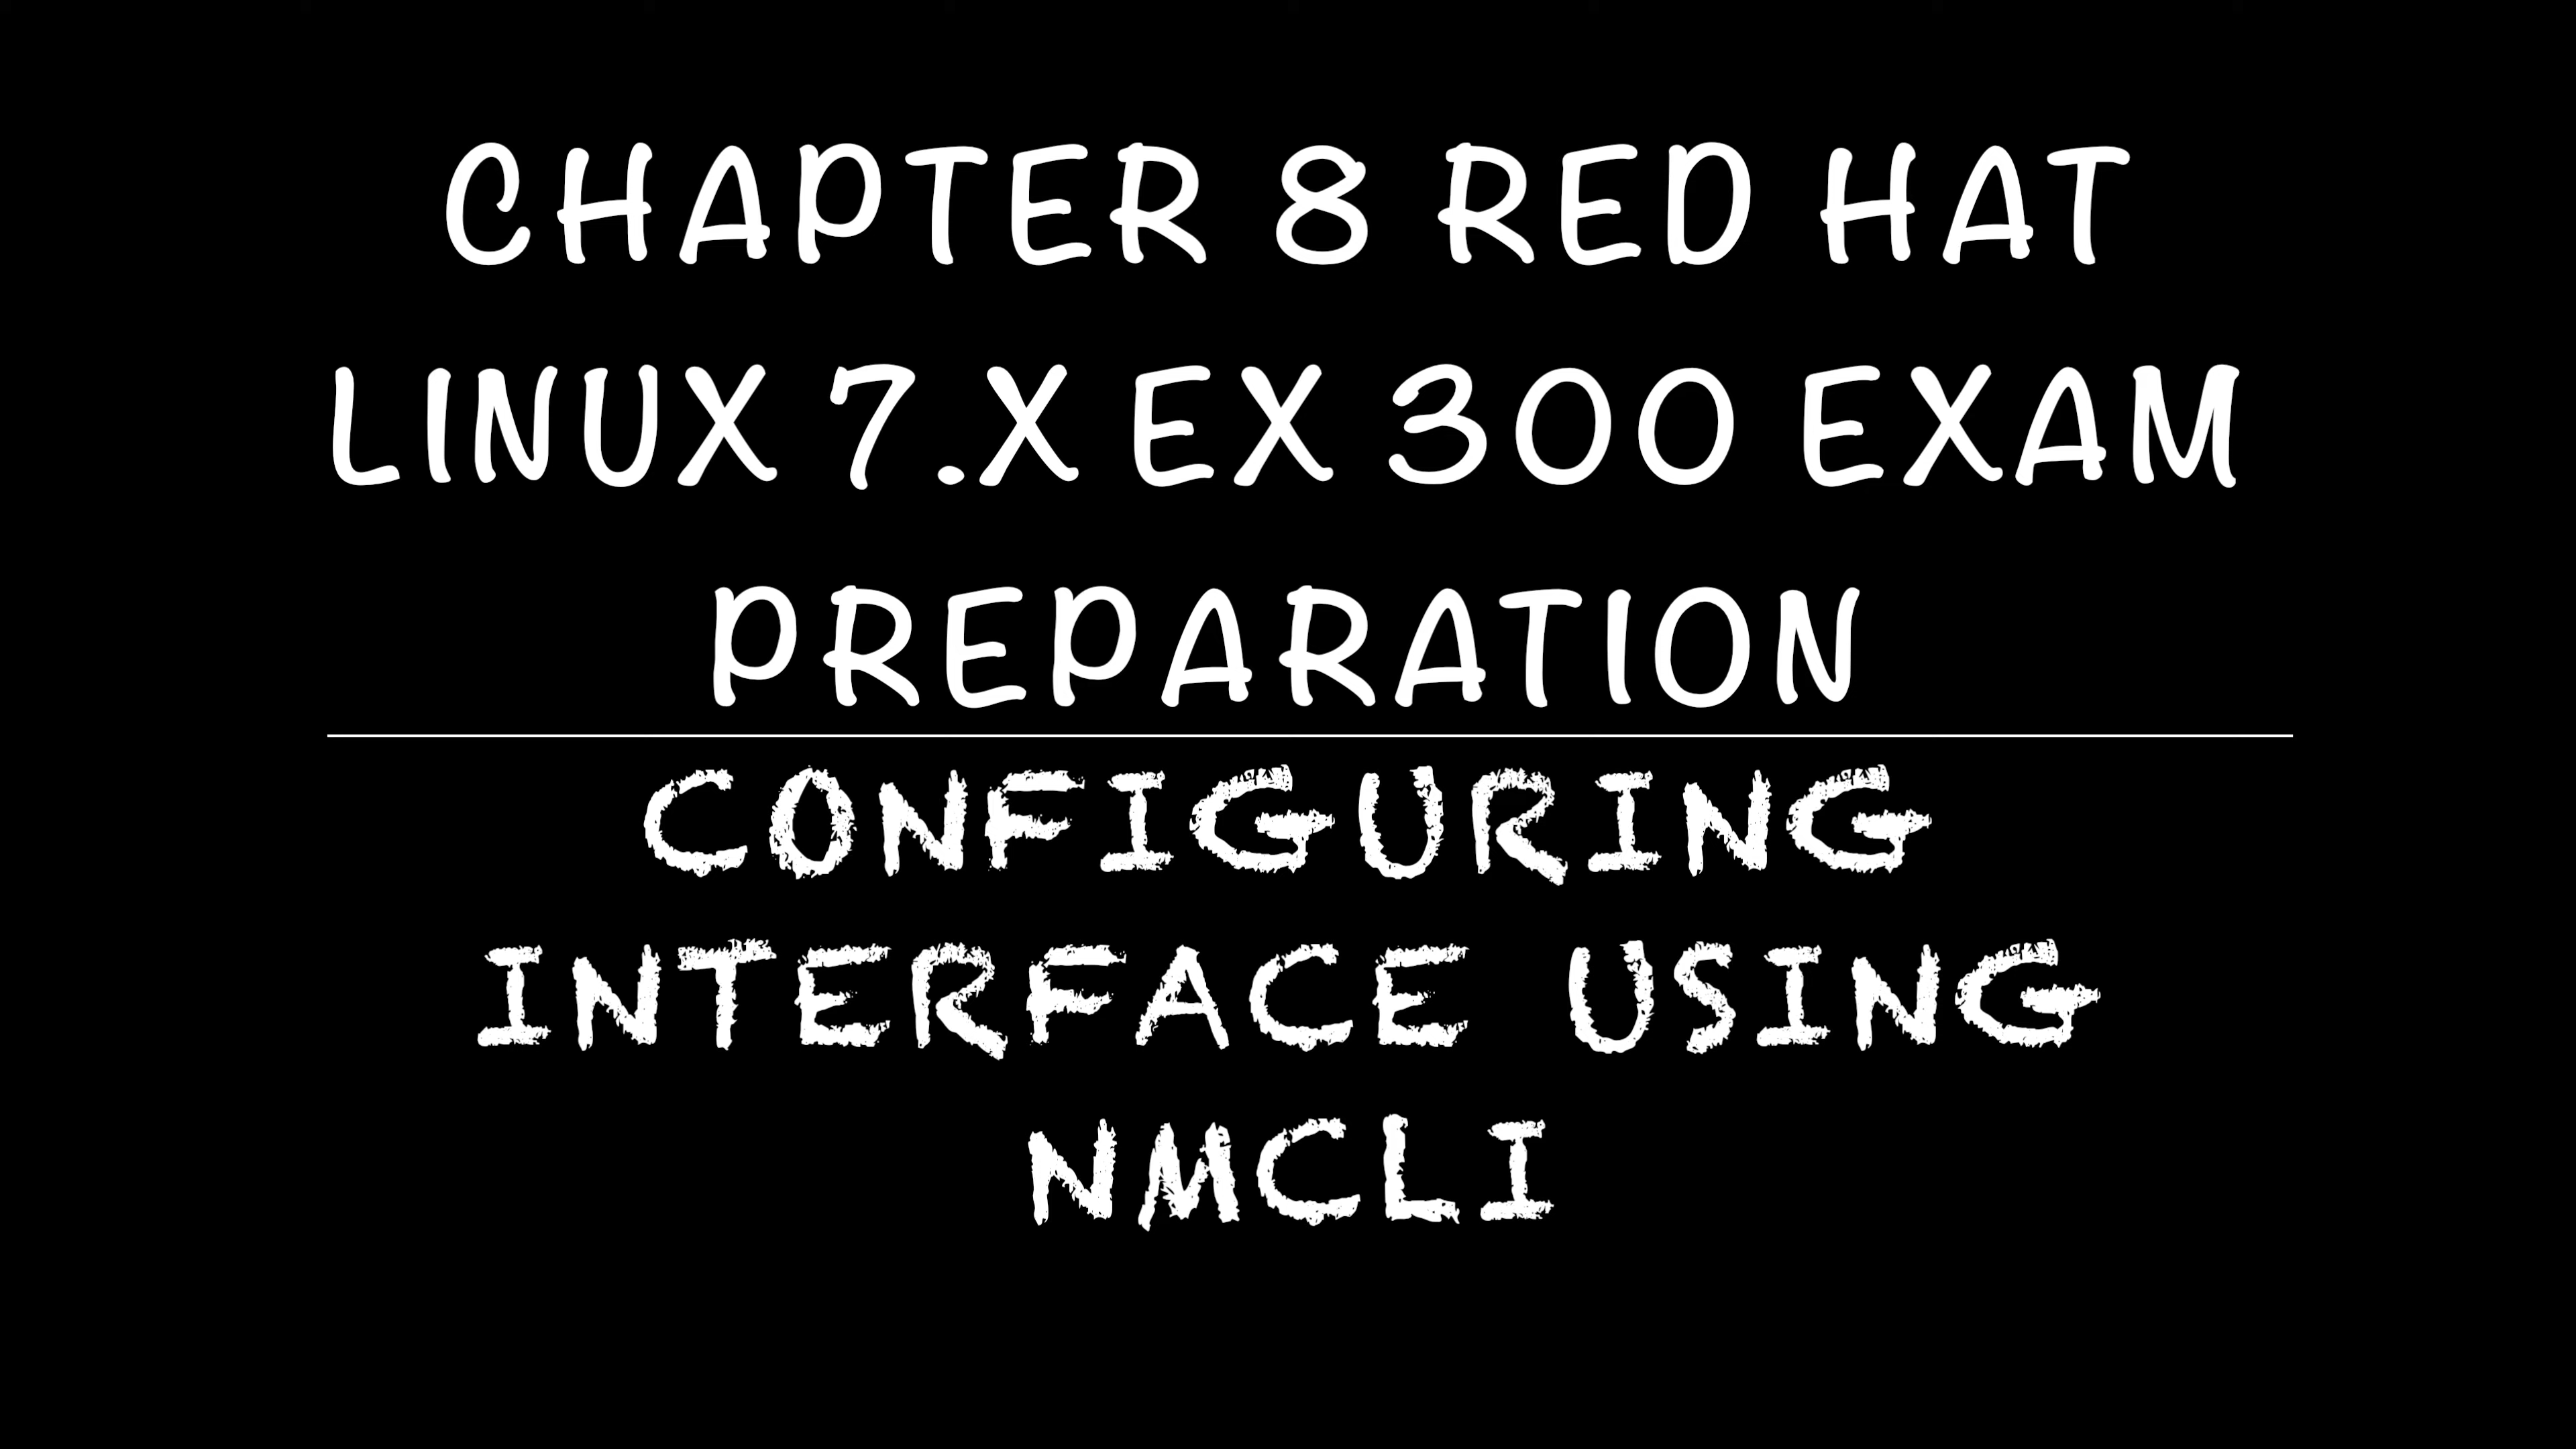 CHAPTER 8 RED HAT
LINUX 7.X EX 300 EXAM
PREPARATION
CONFIGURING
INTERFACE USING
NMCLI